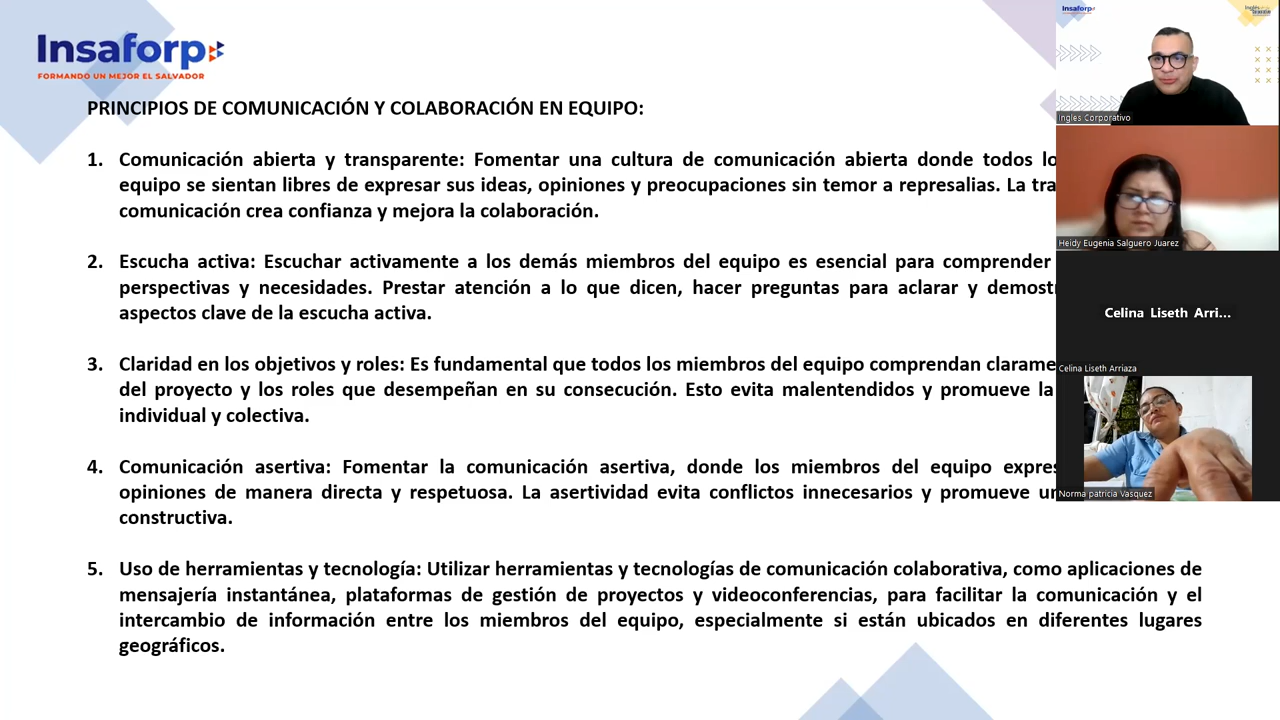 Insaforp
FORMANDO UN MEJOR EL SALVADOR
PRINCIPIOS DE COMUNICACIÓN Y COLABORACIÓN EN EQUIPO:
1. Comunicación abierta y transparente: Fomentar una cultura de comunicación abierta donde todos lo
equipo se sientan libres de expresar sus ideas, opiniones y preocupaciones sin temor a represalias. La tra
comunicación crea confianza y mejora la colaboración.
2. Escucha activa: Escuchar activamente a los demás miembros del equipo es esencial para comprender
perspectivas y necesidades. Prestar atención a lo que dicen, hacer preguntas para aclarar y demostr
aspectos clave de la escucha activa.
3. Claridad en los objetivos y roles: Es fundamental que todos los miembros del equipo comprendan clarame
del proyecto y los roles que desempeñan en su consecución. Esto evita malentendidos y promueve la
individual y colectiva.
4. Comunicación asertiva: Fomentar la comunicación asertiva, donde los miembros del equipo expres
opiniones de manera directa y respetuosa. La asertividad evita conflictos innecesarios y promueve un
constructiva.
5. Uso de herramientas y tecnología: Utilizar herramientas y tecnologías de comunicación colaborativa, como aplicaciones de
mensajería instantánea, plataformas de gestión de proyectos y videoconferencias, para facilitar la comunicación y el
intercambio de información entre los miembros del equipo, especialmente si están ubicados en diferentes lugares
geográficos.
Insaforp
Ingles Corporativo
Heidy Eugenia Salguero Juarez
Celina Liseth Arri...
Celina Liseth Arriaza
Norma patricia Vasquez